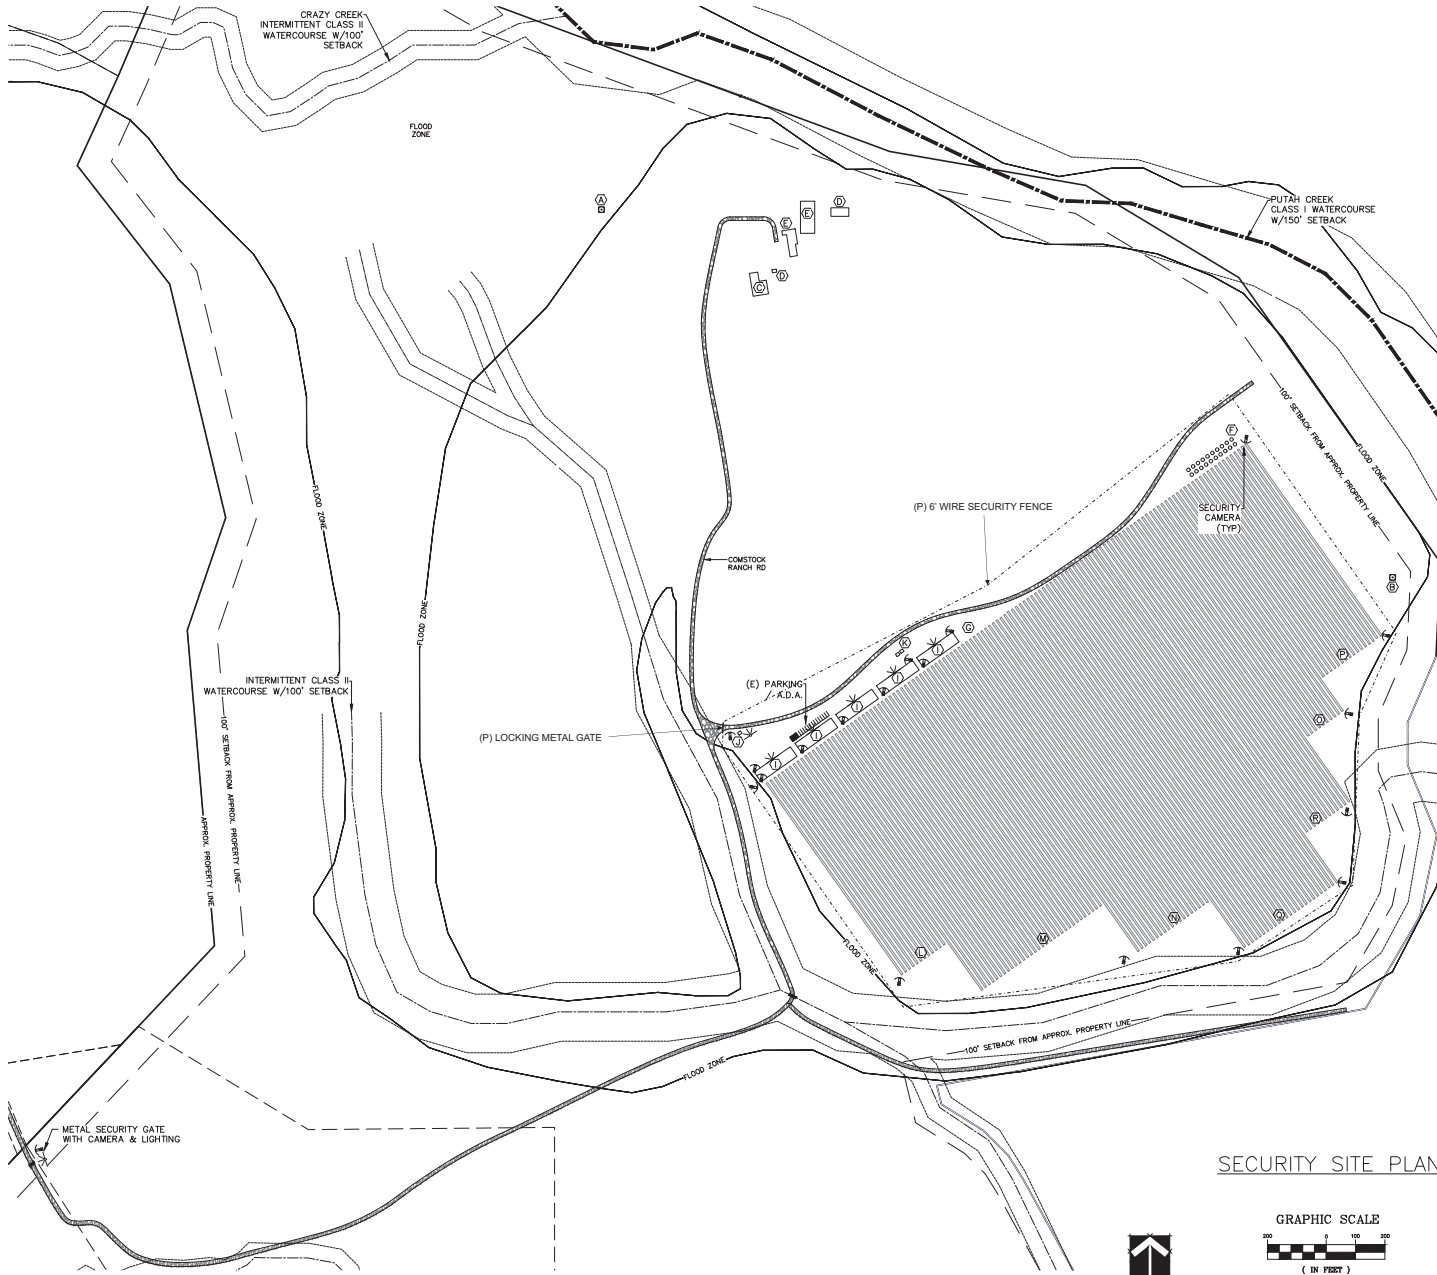 CRAZY CREEK
INTERMITTENT CLASS II
WATERCOURSE W/100'
SETBACK
FLOOD
ZONE
A
E
E
D
D
C
PUTAH CREEK
CLASS I WATERCOURSE
W/150' SETBACK
100' SETBACK FROM APPROX. PROPERTY LINE
FLOOD ZONE
F
SECURITY
CAMERA
(TYP)
(P) 6' WIRE SECURITY FENCE
FLOOD ZONE
COMSTOCK
RANCH RD
B
FLOOD ZONE
G
K
I
I
I
I
I
P
INTERMITTENT CLASS II
WATERCOURSE W/100' SETBACK
(E) PARKING
/ A.D.A.
O
(P) LOCKING METAL GATE
J
100' SETBACK FROM APPROX. PROPERTY LINE
APPROX. PROPERTY LINE
R
Q
N
M
L
FLOOD ZONE
100' SETBACK FROM APPROX. PROPERTY LINE
FLOOD ZONE
METAL SECURITY GATE
WITH CAMERA & LIGHTING
SECURITY SITE PLAN
GRAPHIC SCALE
200 0 100 200
( IN FEET )